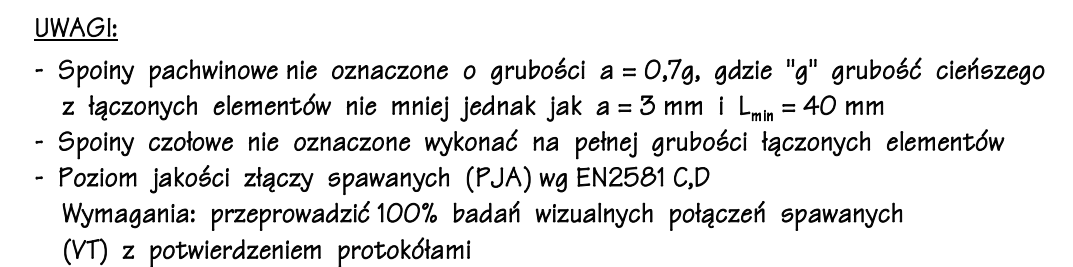 UWAGI:
- Spoiny pachwinowe nie oznaczone o grubości a = 0,7g, gdzie "g" grubość cieńszego
z łączonych elementów nie mniej jednak jak a = 3 mm i Lmin = 40 mm
- Spoiny czołowe nie oznaczone wykonać na pełnej grubości łączonych elementów
- Poziom jakości złączy spawanych (PJA) wg EN2581 C,D
Wymagania: przeprowadzić 100% badań wizualnych połączeń spawanych
(VT) z potwierdzeniem protokółami